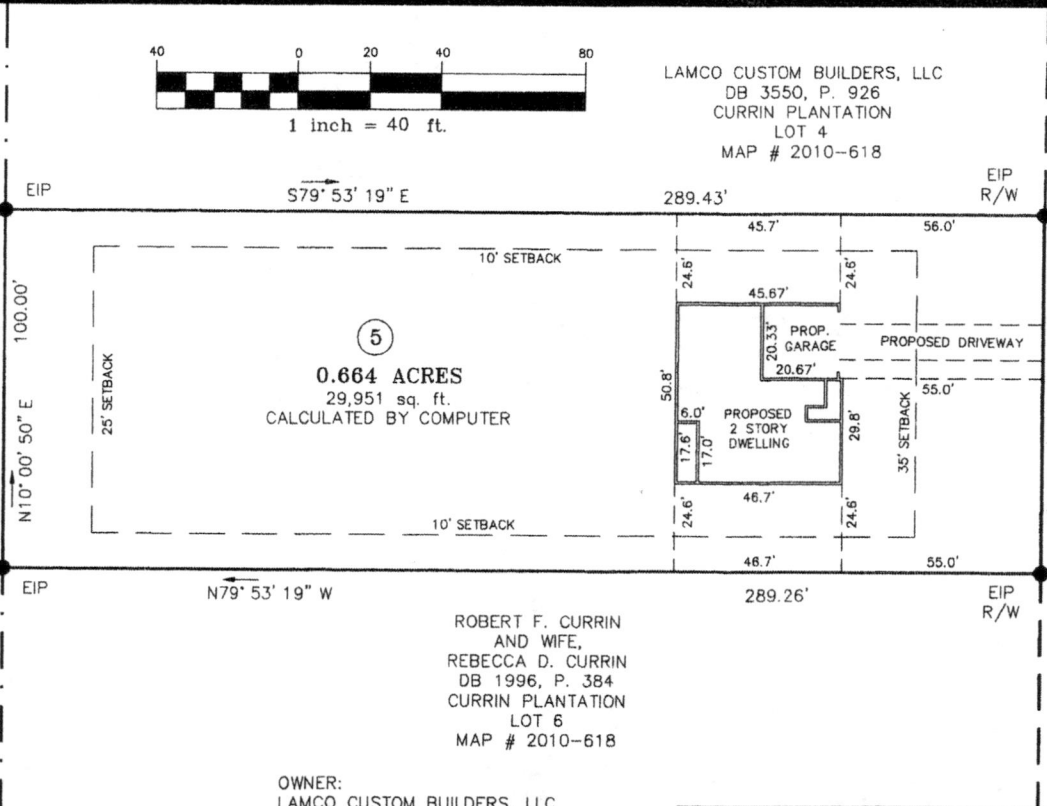 40 0 20 40 80
1 inch = 40 ft.
LAMCO CUSTOM BUILDERS, LLC
DB 3550, P. 926
CURRIN PLANTATION
LOT 4
MAP # 2010-618
EIP
S79° 53' 19" E
289.43'
EIP
R/W
45.7'
56.0'
10' SETBACK
24.6'
24.6'
45.67'
N10° 00' 50" E 100.00'
25' SETBACK
5
0.664 ACRES
29,951 sq. ft.
CALCULATED BY COMPUTER
20.33'
PROP.
GARAGE
PROPOSED DRIVEWAY
20.67'
55.0'
50.8'
6.0'
17.6'
17.0'
PROPOSED
2 STORY
DWELLING
29.8'
35' SETBACK
46.7'
10' SETBACK
24.6'
24.6'
46.7'
55.0'
EIP
N79° 53' 19" W
289.26'
EIP
R/W
ROBERT F. CURRIN
AND WIFE,
REBECCA D. CURRIN
DB 1996, P. 384
CURRIN PLANTATION
LOT 6
MAP # 2010-618
OWNER:
LAMCO CUSTOM BUILDERS, LLC